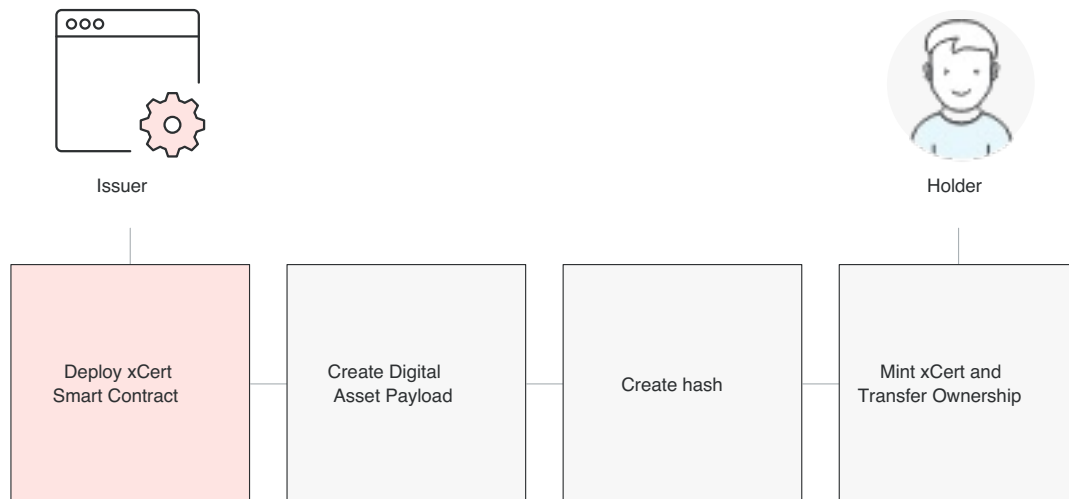 Issuer
Holder
Deploy xCert
Smart Contract
Create Digital
Asset Payload
Create hash
Mint xCert and
Transfer Ownership